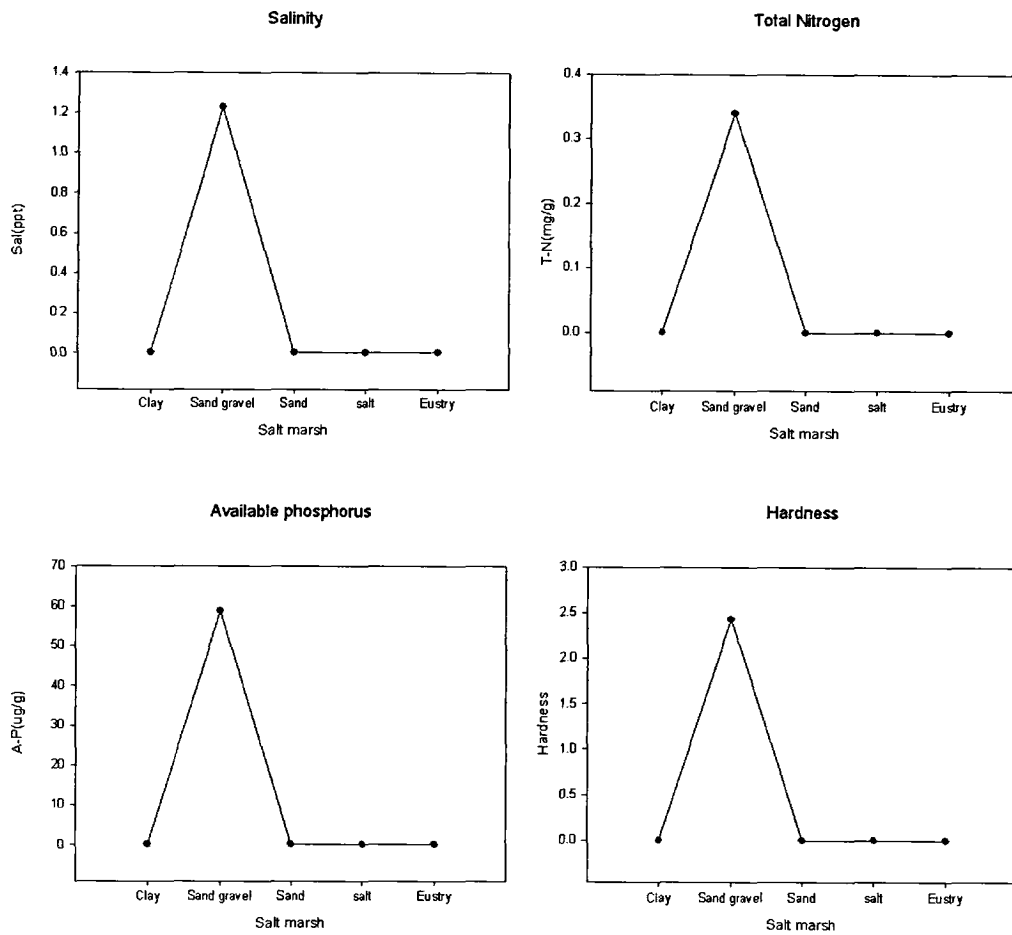 Salinity
1.4
1.2
1.0
0.8
0.6
0.4
0.2
0.0
Sal(ppt)
Clay Sand gravel Sand salt Eustry
Salt marsh
Total Nitrogen
0.4
0.3
0.2
0.1
0.0
T-N(mg/g)
Clay Sand gravel Sand salt Eustry
Salt marsh
Available phosphorus
70
60
50
40
30
20
10
0
A-P(ug/g)
Clay Sand gravel Sand salt Eustry
Salt marsh
Hardness
3.0
2.5
2.0
1.5
1.0
0.5
0.0
Hardness
Clay Sand gravel Sand salt Eustry
Salt marsh